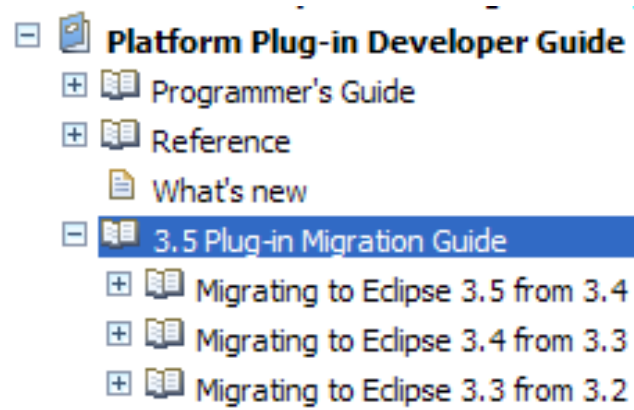 Platform Plug-in Developer Guide
Programmer's Guide
Reference
What's new
3.5 Plug-in Migration Guide
Migrating to Eclipse 3.5 from 3.4
Migrating to Eclipse 3.4 from 3.3
Migrating to Eclipse 3.3 from 3.2